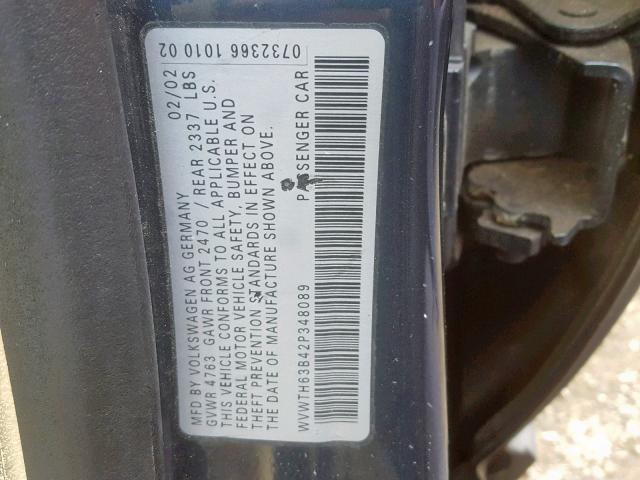 MFD BY VOLKSWAGEN AG GERMANY 02/02
GVWR 4763 GAWR FRONT 2470 / REAR 2337 LBS
THIS VEHICLE CONFORMS TO ALL APPLICABLE U.S.
FEDERAL MOTOR VEHICLE SAFETY, BUMPER AND
THEFT PREVENTION STANDARDS IN EFFECT ON
THE DATE OF MANUFACTURE SHOWN ABOVE.
WVWTH63B42P348089 PASSENGER CAR
0732366 1010 02